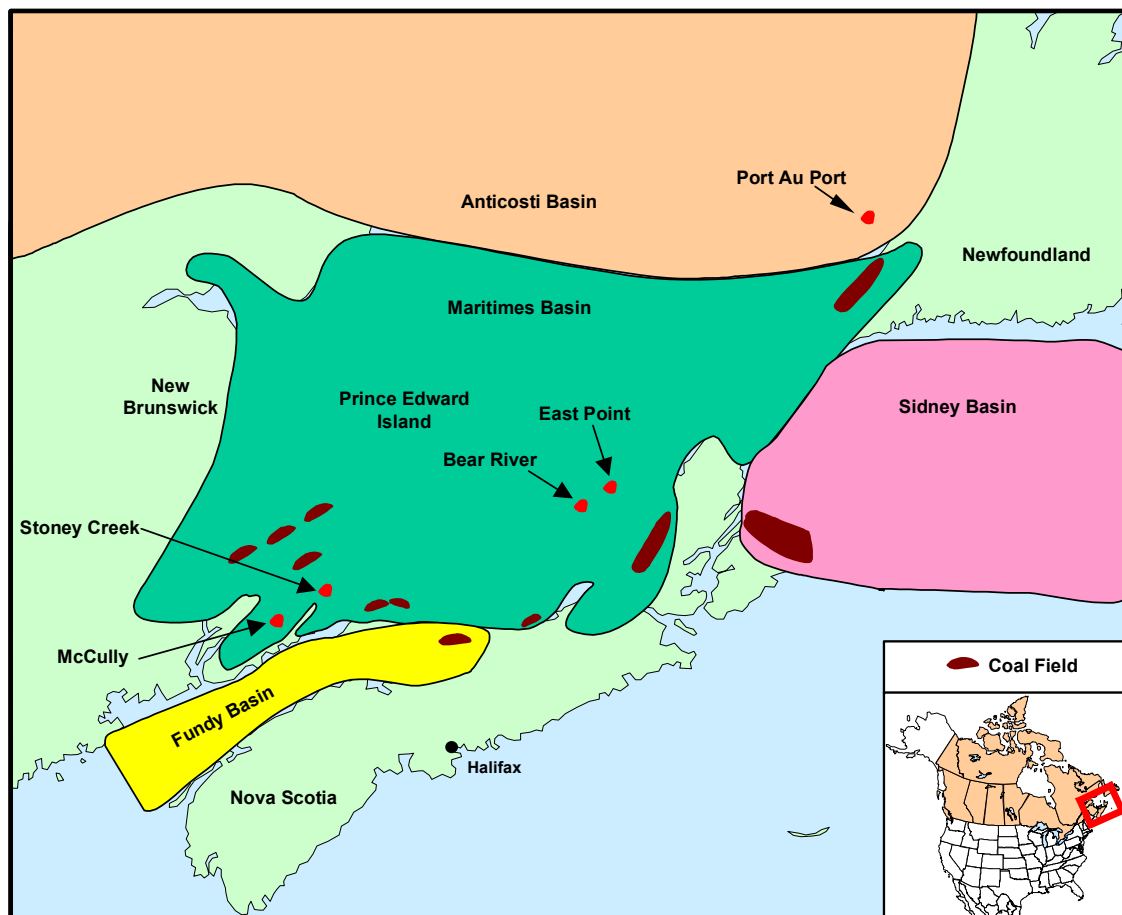 Port Au Port
Anticosti Basin
Newfoundland
Maritimes Basin
New
Brunswick
Prince Edward
Island
East Point
Sidney Basin
Bear River
Stoney Creek
McCully
Coal Field
Fundy Basin
Halifax
Nova Scotia